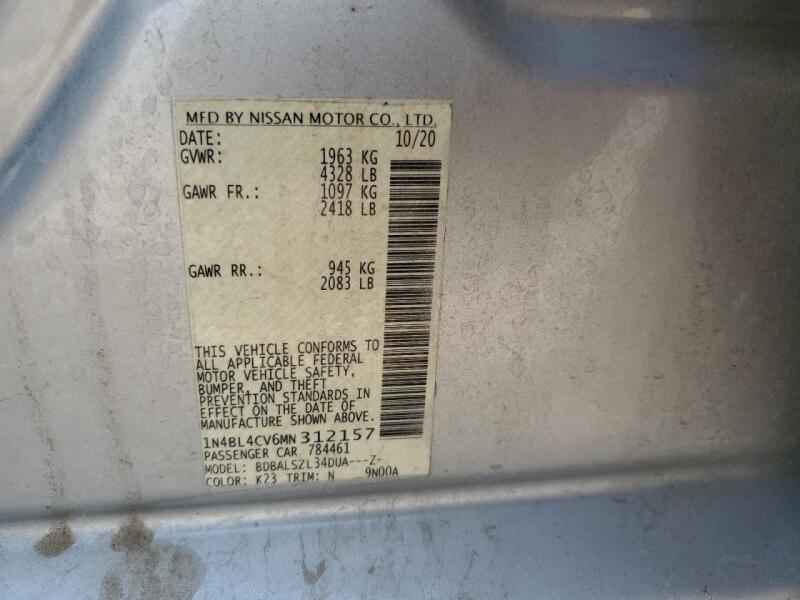 MFD BY NISSAN MOTOR CO., LTD.
DATE: 10/20
GVWR: 1963 KG
4328 LB
GAWR FR.: 1097 KG
2418 LB
GAWR RR.: 945 KG
2083 LB
THIS VEHICLE CONFORMS TO
ALL APPLICABLE FEDERAL
MOTOR VEHICLE SAFETY,
BUMPER, AND THEFT
PREVENTION STANDARDS IN
EFFECT ON THE DATE OF
MANUFACTURE SHOWN ABOVE.
1N4BL4CV6MN312157
PASSENGER CAR 784461
MODEL: BDBALSZL34DUA---Z-
COLOR: K23 TRIM: N 9N00A